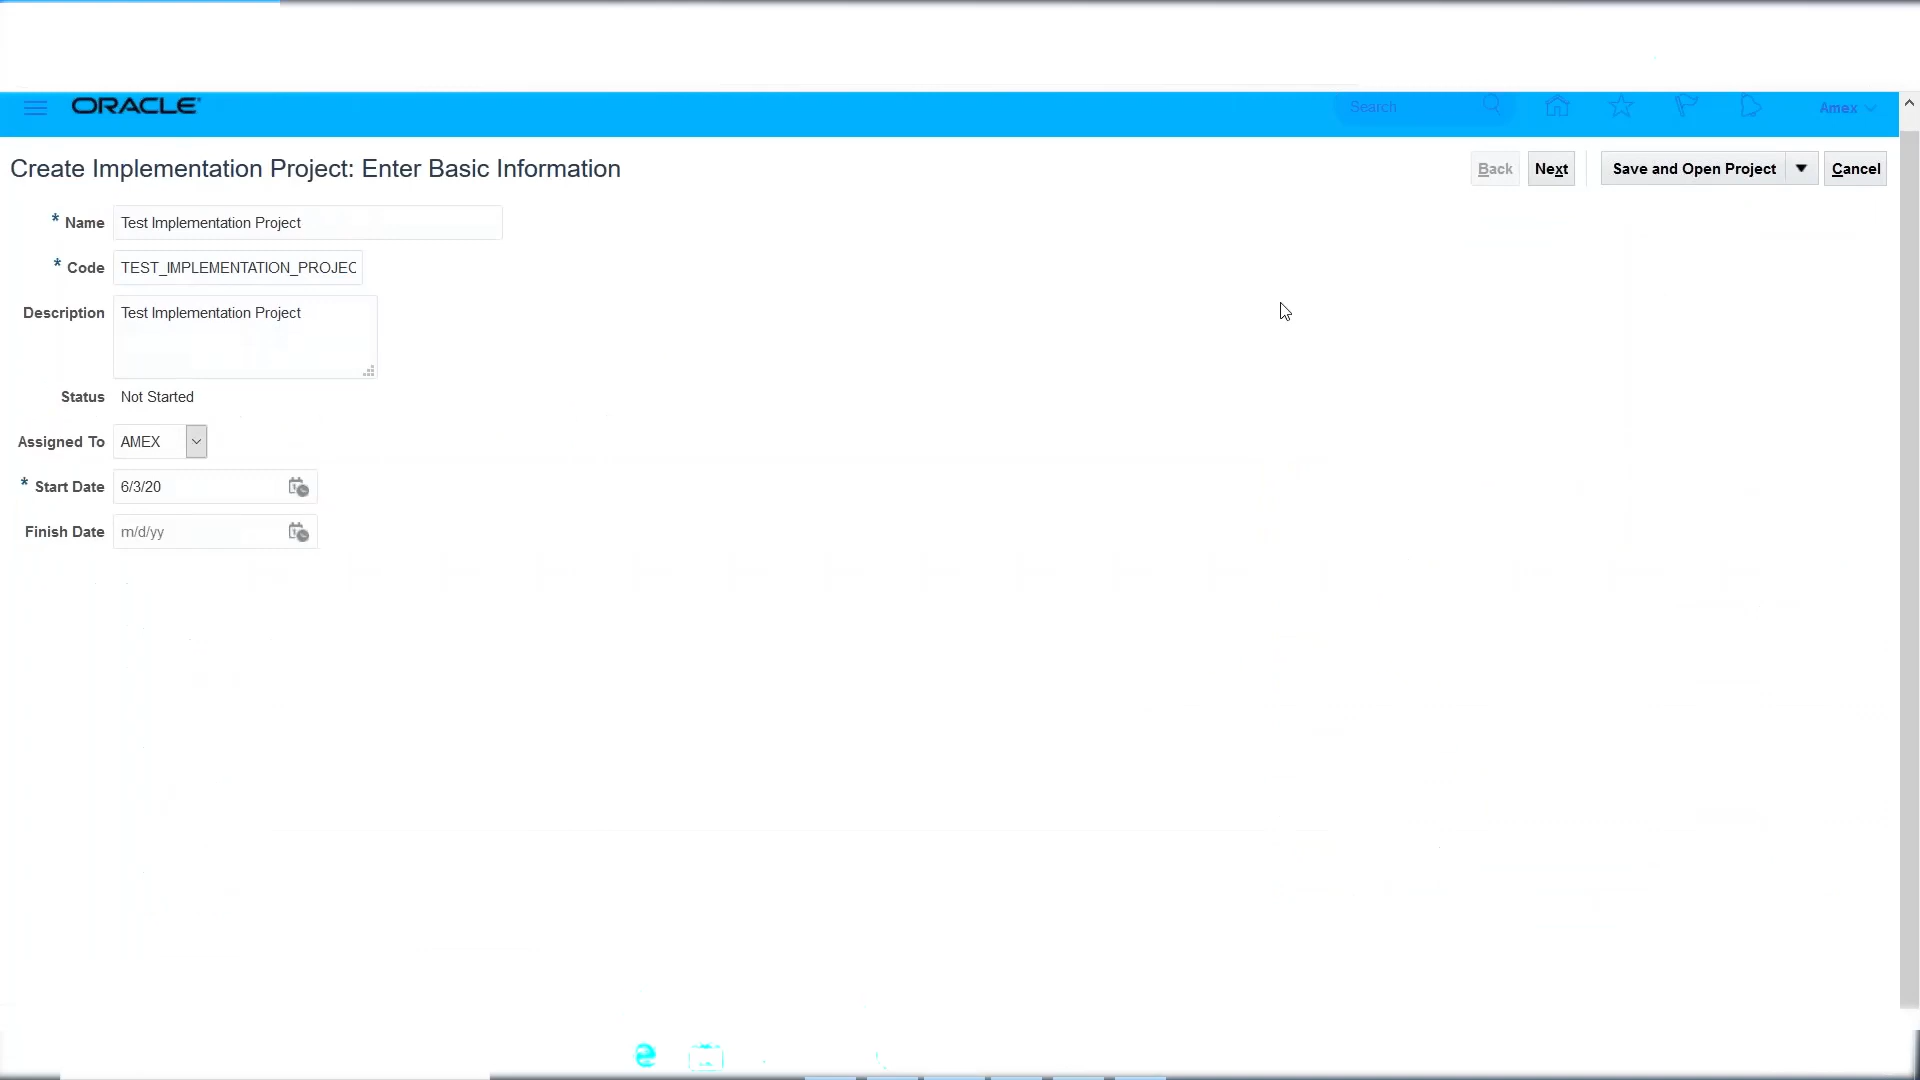 ORACLE
Search
Amex
Create Implementation Project: Enter Basic Information
Back
Next
Save and Open Project
Cancel
* Name Test Implementation Project
* Code TEST_IMPLEMENTATION_PROJEC
Description Test Implementation Project
Status Not Started
Assigned To AMEX
* Start Date 6/3/20
Finish Date m/d/yy